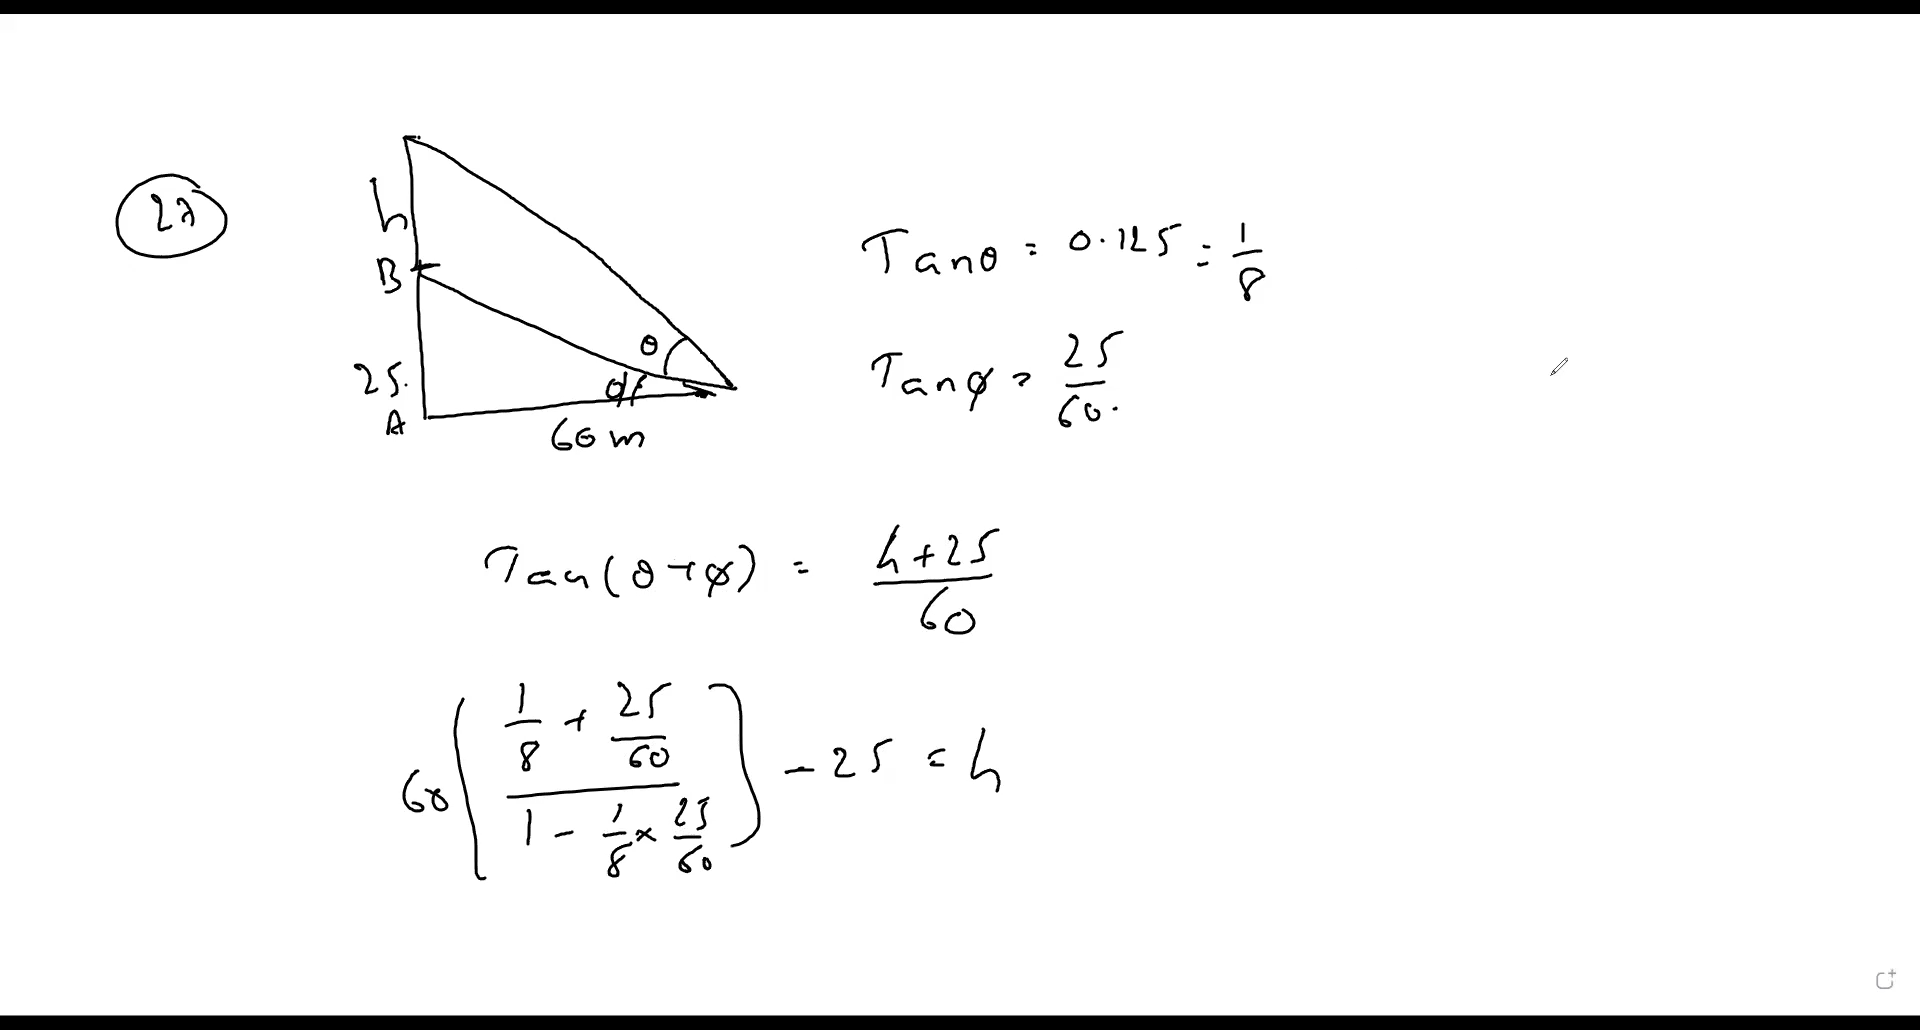 27
h
B
25.
A
θ
ϕ
60 m
Tanθ = 0.125 = 1/8
Tanϕ = 25/60.
Tan(θ+ϕ) = (h+25)/60
60((1/8 + 25/60)/(1 - 1/8 × 25/60)) - 25 = h